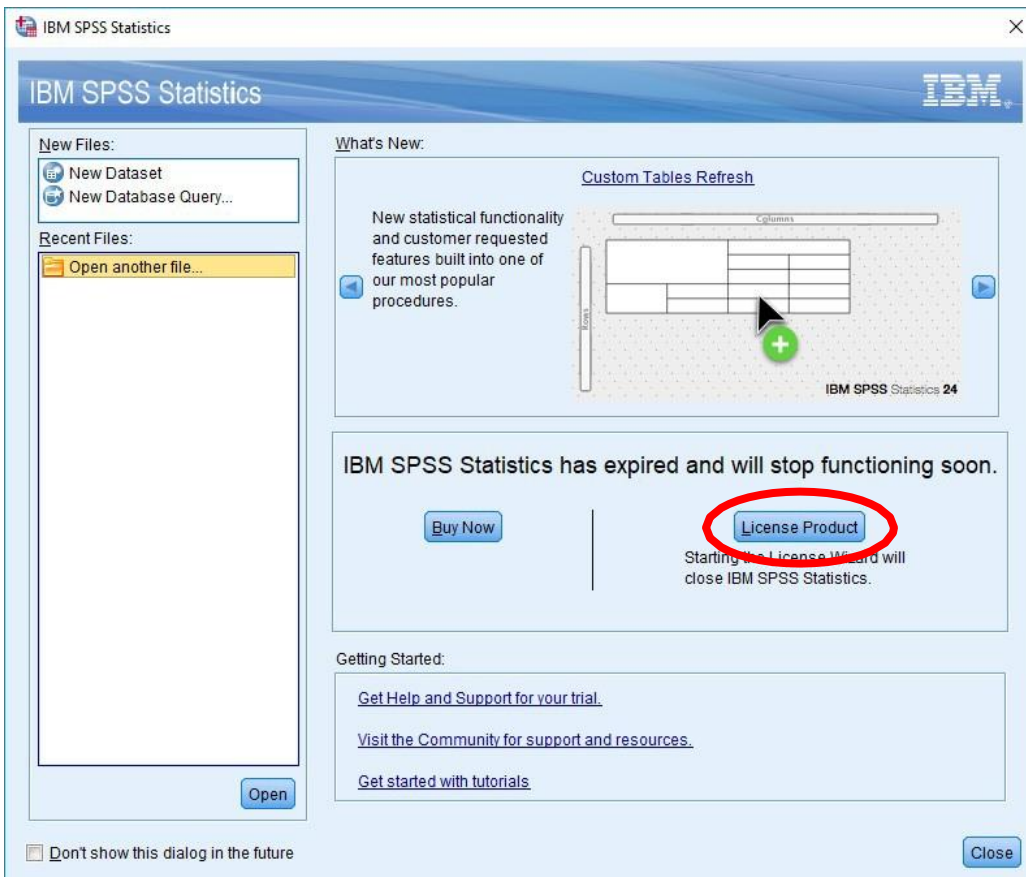 IBM SPSS Statistics
IBM SPSS Statistics
IBM
New Files:
New Dataset
New Database Query...
Recent Files:
Open another file...
Open
What's New:
Custom Tables Refresh
New statistical functionality
and customer requested
features built into one of
our most popular
procedures.
Columns
Rows
IBM SPSS Statistics 24
IBM SPSS Statistics has expired and will stop functioning soon.
Buy Now
License Product
Starting the License Wizard will
close IBM SPSS Statistics.
Getting Started:
Get Help and Support for your trial.
Visit the Community for support and resources.
Get started with tutorials
Don't show this dialog in the future
Close